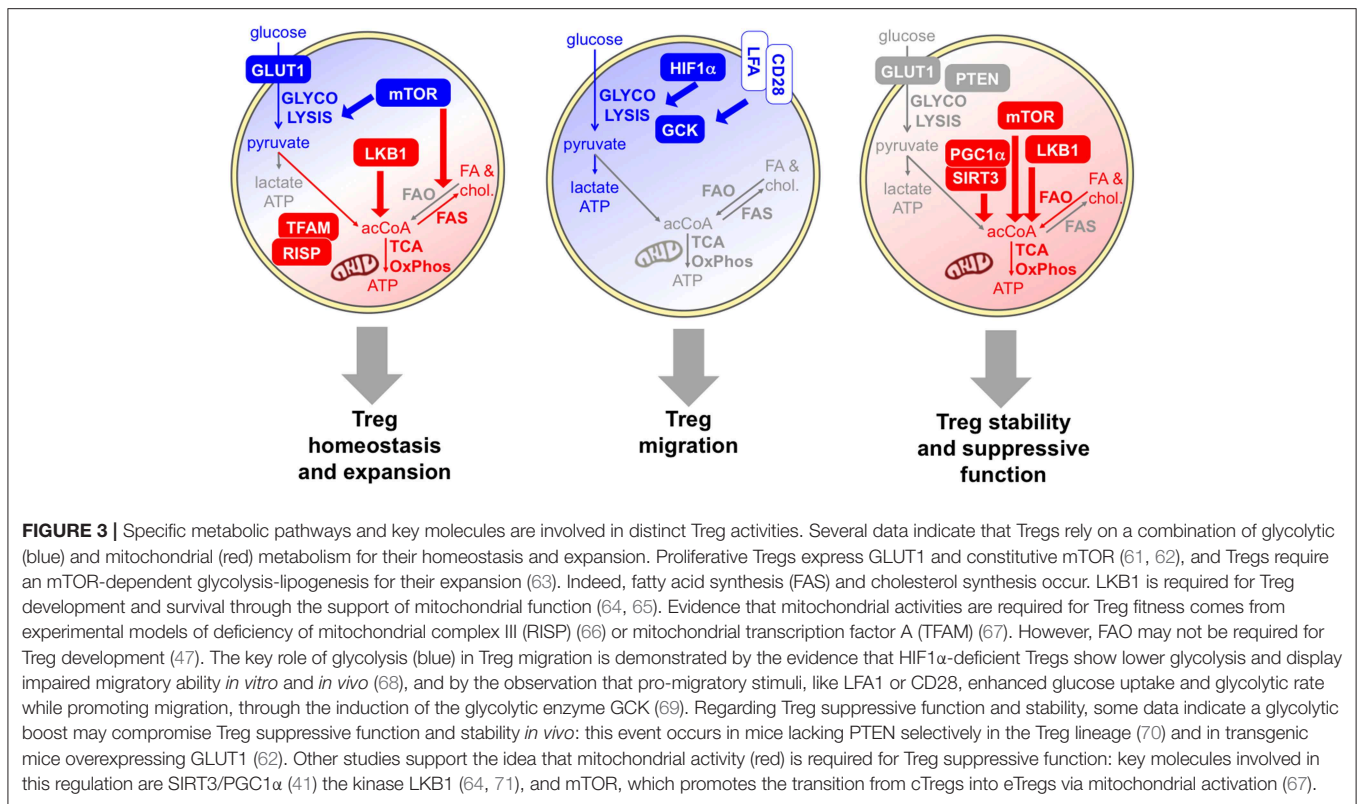 glucose
GLUT1
mTOR
GLYCO
LYSIS
pyruvate
LKB1
lactate
ATP
FA &
chol.
FAO
FAS
TFAM
RISP
acCoA
TCA
OxPhos
ATP
Treg
homeostasis
and expansion
glucose
HIF1α
LFA
CD28
GLYCO
LYSIS
GCK
pyruvate
lactate
ATP
FA &
chol.
FAO
FAS
acCoA
TCA
OxPhos
ATP
Treg
migration
glucose
GLUT1
PTEN
GLYCO
LYSIS
mTOR
pyruvate
PGC1α
SIRT3
LKB1
lactate
ATP
FA &
chol.
FAO
FAS
acCoA
TCA
OxPhos
ATP
Treg stability
and suppressive
function
FIGURE 3 | Specific metabolic pathways and key molecules are involved in distinct Treg activities. Several data indicate that Tregs rely on a combination of glycolytic
(blue) and mitochondrial (red) metabolism for their homeostasis and expansion. Proliferative Tregs express GLUT1 and constitutive mTOR (61, 62), and Tregs require
an mTOR-dependent glycolysis-lipogenesis for their expansion (63). Indeed, fatty acid synthesis (FAS) and cholesterol synthesis occur. LKB1 is required for Treg
development and survival through the support of mitochondrial function (64, 65). Evidence that mitochondrial activities are required for Treg fitness comes from
experimental models of deficiency of mitochondrial complex III (RISP) (66) or mitochondrial transcription factor A (TFAM) (67). However, FAO may not be required for
Treg development (47). The key role of glycolysis (blue) in Treg migration is demonstrated by the evidence that HIF1α-deficient Tregs show lower glycolysis and display
impaired migratory ability in vitro and in vivo (68), and by the observation that pro-migratory stimuli, like LFA1 or CD28, enhanced glucose uptake and glycolytic rate
while promoting migration, through the induction of the glycolytic enzyme GCK (69). Regarding Treg suppressive function and stability, some data indicate a glycolytic
boost may compromise Treg suppressive function and stability in vivo: this event occurs in mice lacking PTEN selectively in the Treg lineage (70) and in transgenic
mice overexpressing GLUT1 (62). Other studies support the idea that mitochondrial activity (red) is required for Treg suppressive function: key molecules involved in
this regulation are SIRT3/PGC1α (41) the kinase LKB1 (64, 71), and mTOR, which promotes the transition from cTregs into eTregs via mitochondrial activation (67).